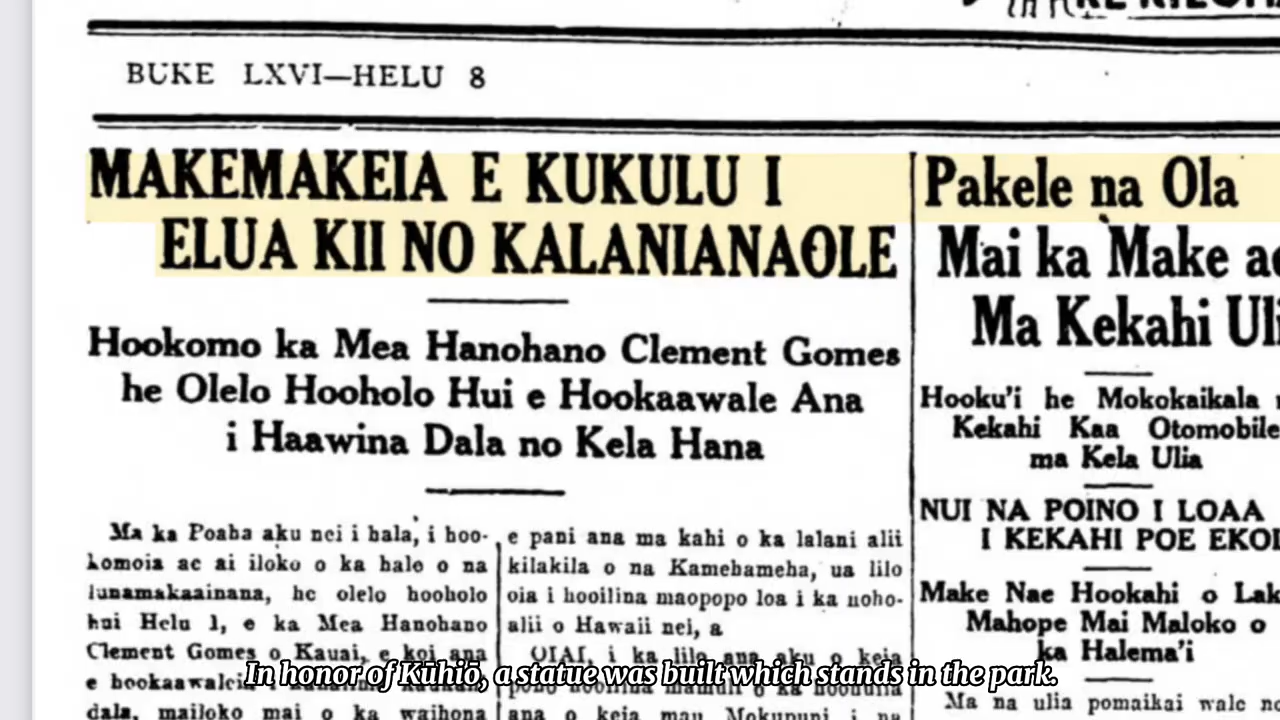 BUKE LXVI—HELU 8
MAKEMAKEIA E KUKULU I
ELUA KII NO KALANIANAOLE
Hookomo ka Mea Hanohano Clement Gomes
he Olelo Hooholo Hui e Hookaawale Ana
i Haawina Dala no Kela Hana
Ma ka Poaha aku nei i hala, i hoo-
komoia ae ai iloko o ka hale o na
lunamakaainana, he olelo hooholo
hui Helu 1, e ka Mea Hanohano
Clement Gomes o Kauai, e koi ana
e hookaawaleia
dala, mailoko mai o ka waihona
e pani ana ma kahi o ka lalani alii
kilakila o na Kamehameha, ua lilo
oia i hooilina maopopo loa i ka noho-
alii o Hawaii nei, a
OIAI, i ka lilo ana aku o keia
pono hooilina mamuli o ka hoohuiia
ana o keia mau Mokupuni i na
Pakele na Ola
Mai ka Make
Ma Kekahi
Hooku'i he Mokokaikala
Kekahi Kaa Otomobile
ma Kela Ulia
NUI NA POINO I LOAA
I KEKAHI POE
Make Nae Hookahi o
Mahope Mai Maloko o
ka Halema'i
Ma na ulia pomaikai wale
In honor of Kūhiō, a statue was built which stands in the park.